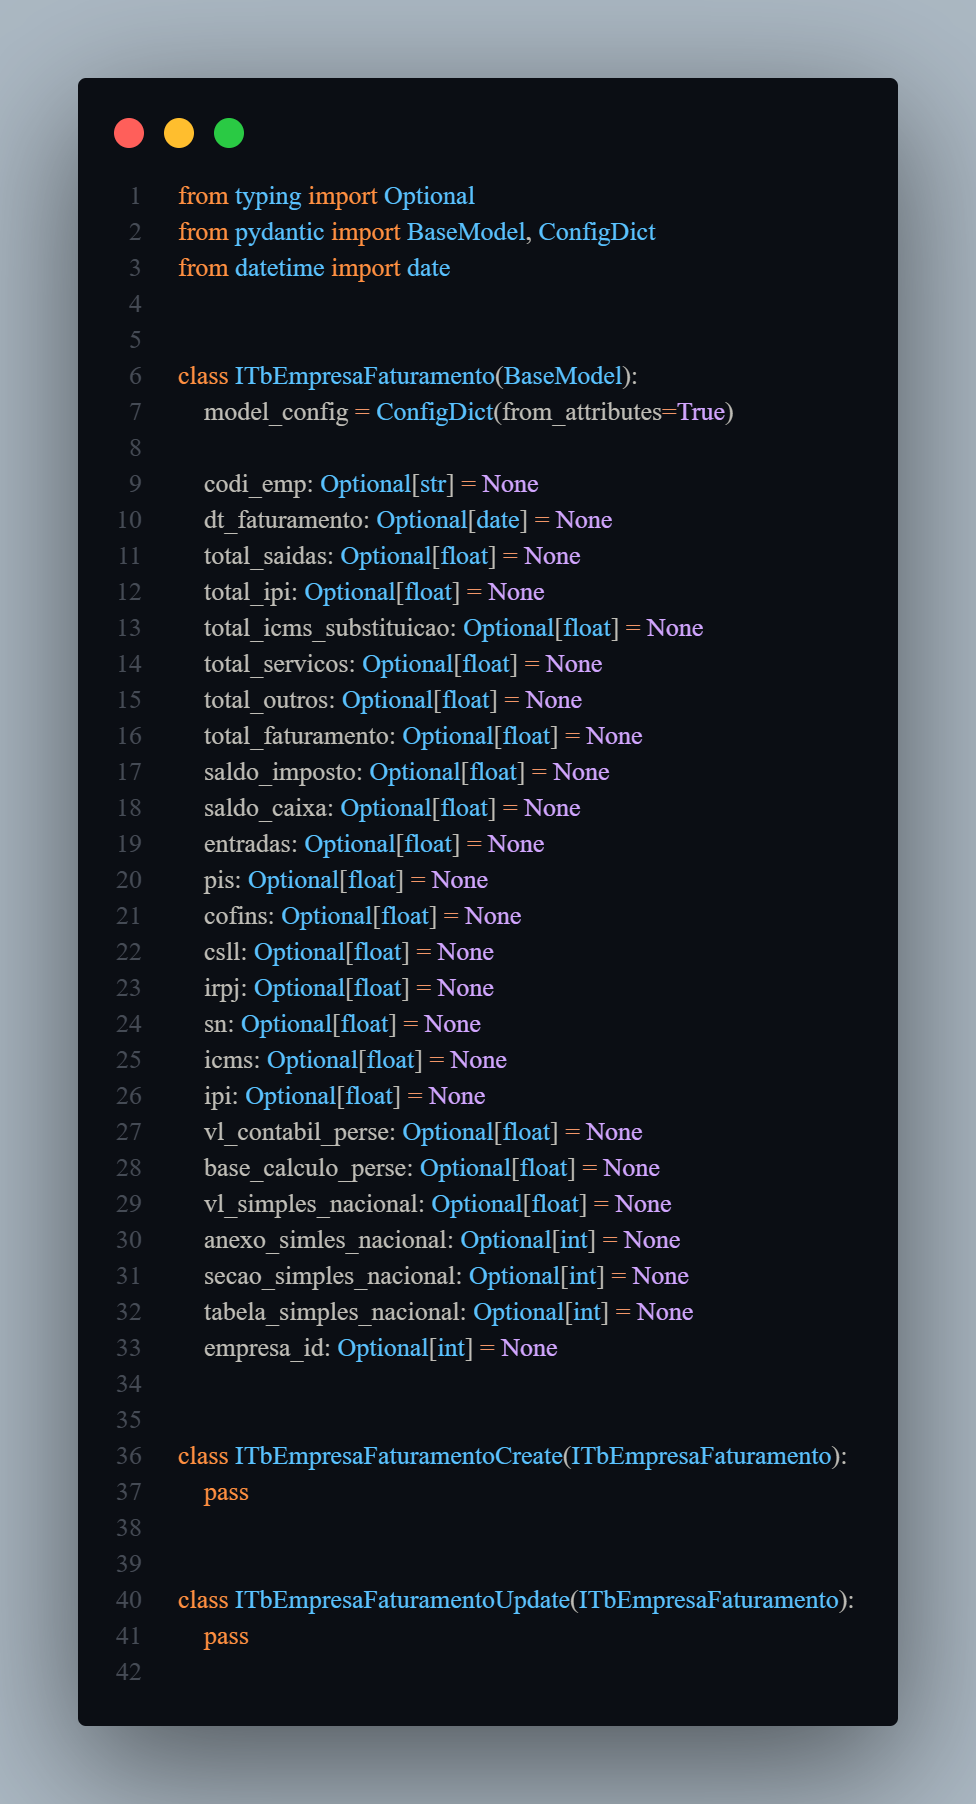 1 from typing import Optional
2 from pydantic import BaseModel, ConfigDict
3 from datetime import date
4
5
6 class ITbEmpresaFaturamento(BaseModel):
7     model_config = ConfigDict(from_attributes=True)
8
9     codi_emp: Optional[str] = None
10     dt_faturamento: Optional[date] = None
11     total_saidas: Optional[float] = None
12     total_ipi: Optional[float] = None
13     total_icms_substituicao: Optional[float] = None
14     total_servicos: Optional[float] = None
15     total_outros: Optional[float] = None
16     total_faturamento: Optional[float] = None
17     saldo_imposto: Optional[float] = None
18     saldo_caixa: Optional[float] = None
19     entradas: Optional[float] = None
20     pis: Optional[float] = None
21     cofins: Optional[float] = None
22     csll: Optional[float] = None
23     irpj: Optional[float] = None
24     sn: Optional[float] = None
25     icms: Optional[float] = None
26     ipi: Optional[float] = None
27     vl_contabil_perse: Optional[float] = None
28     base_calculo_perse: Optional[float] = None
29     vl_simples_nacional: Optional[float] = None
30     anexo_simles_nacional: Optional[int] = None
31     secao_simples_nacional: Optional[int] = None
32     tabela_simples_nacional: Optional[int] = None
33     empresa_id: Optional[int] = None
34
35
36 class ITbEmpresaFaturamentoCreate(ITbEmpresaFaturamento):
37     pass
38
39
40 class ITbEmpresaFaturamentoUpdate(ITbEmpresaFaturamento):
41     pass
42